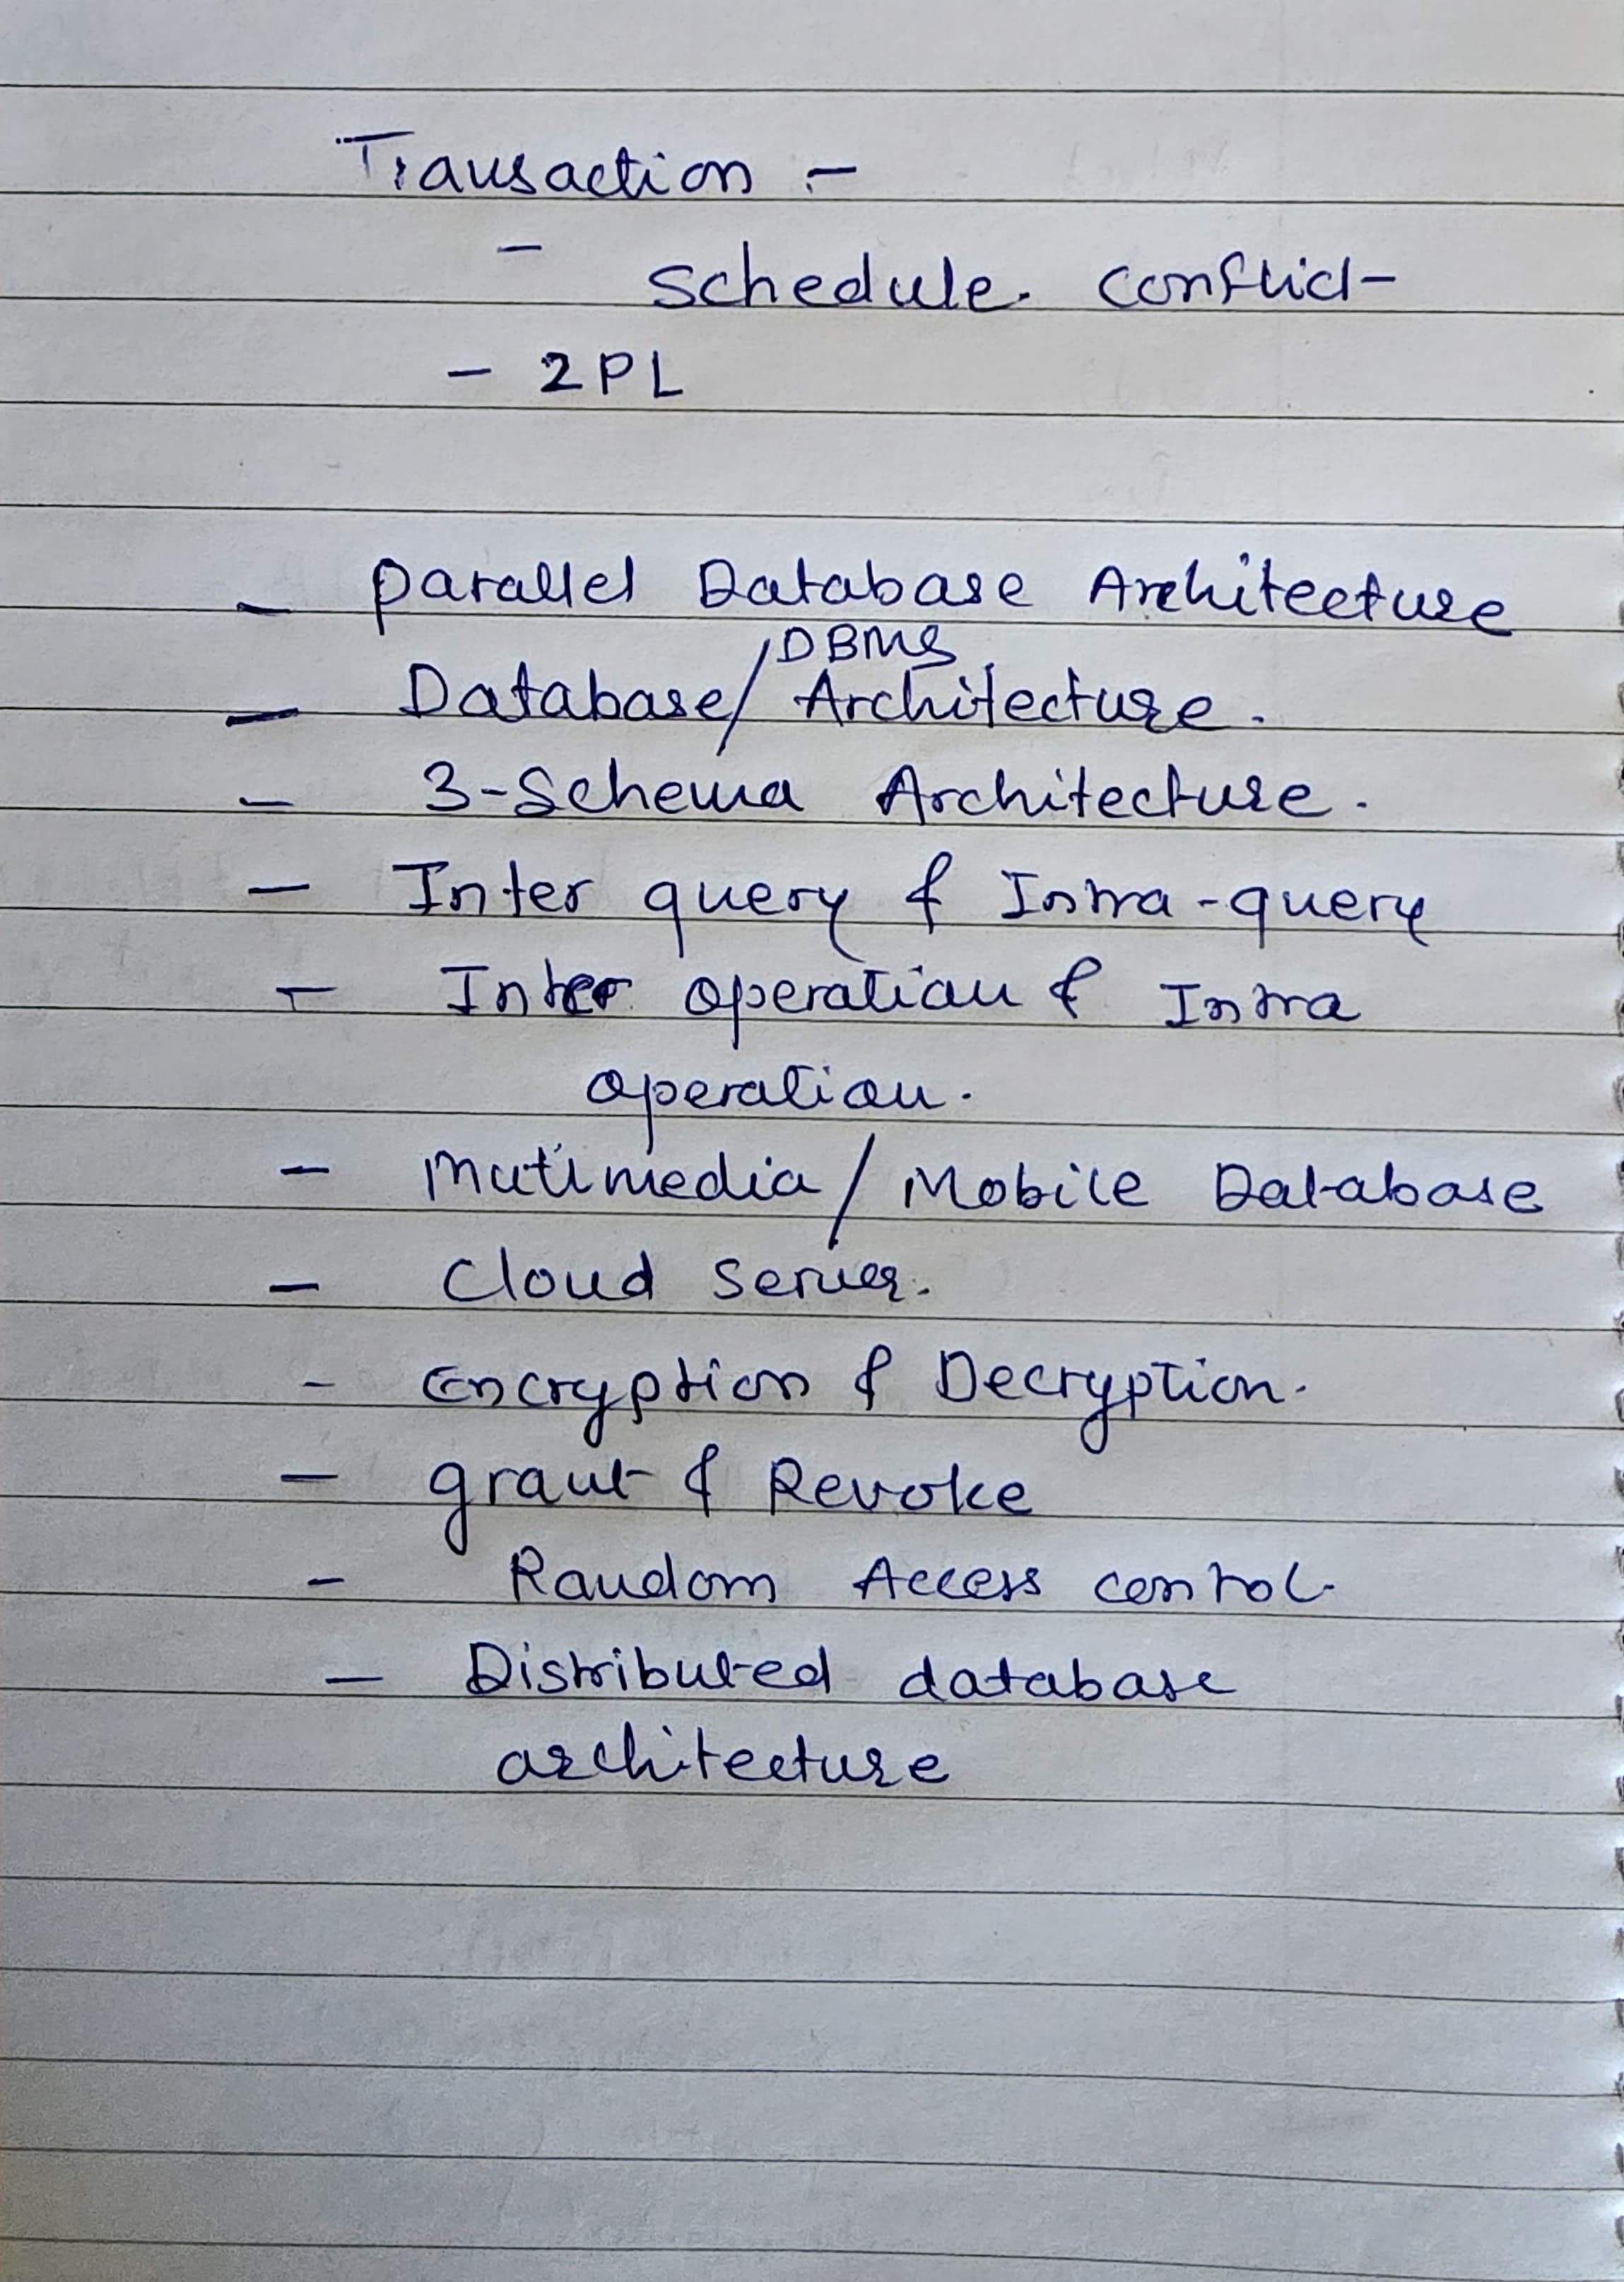 Transaction :-
- Schedule conflict
- 2PL
- Parallel Database Architecture
DBMS
- Database/ Architecture.
- 3-Schema Architecture.
- Inter query & Intra-query
- Inter operation & Intra
operation.
- Mutimedia / Mobile Database
- Cloud Server.
- Encryption & Decryption.
- grant & Revoke
- Random Access control.
- Distributed database
architecture